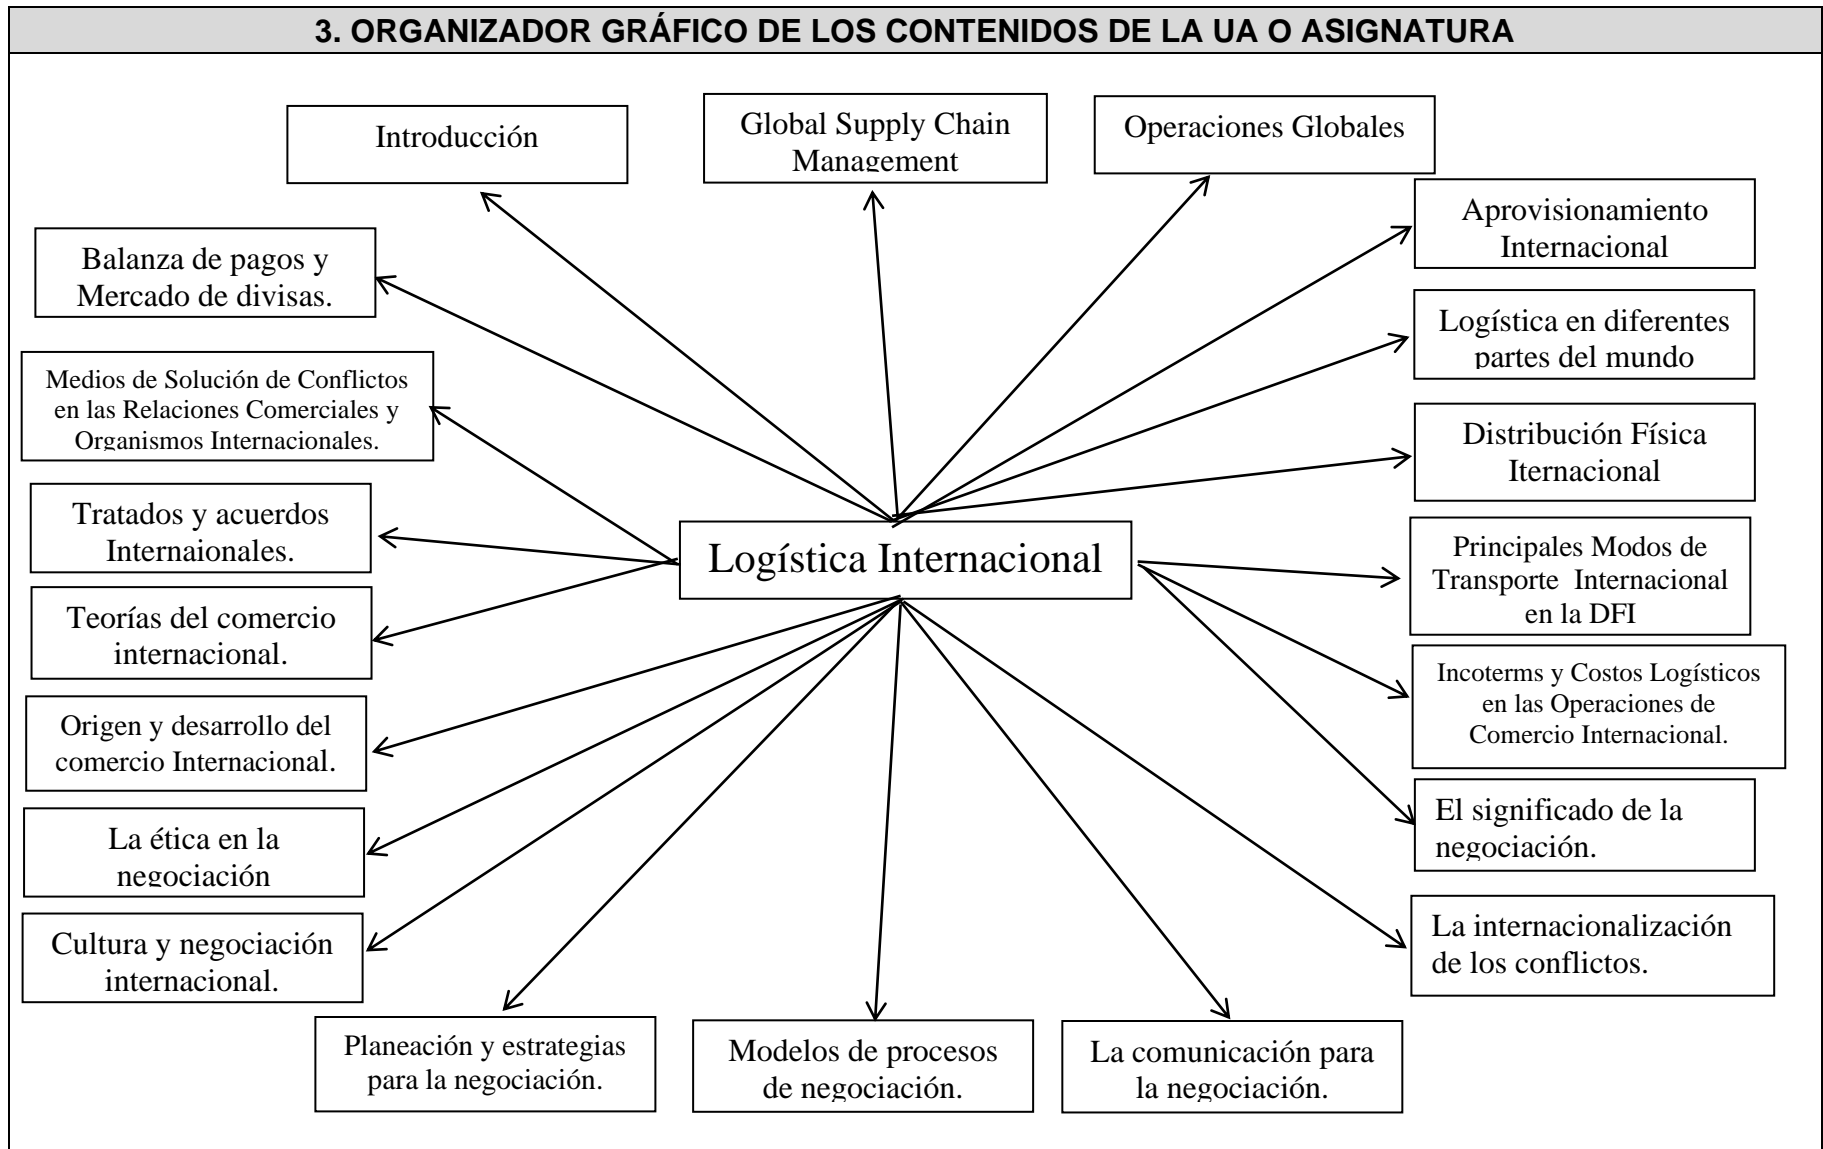 3. ORGANIZADOR GRÁFICO DE LOS CONTENIDOS DE LA UA O ASIGNATURA
Introducción
Global Supply Chain
Management
Operaciones Globales
Aprovisionamiento
Internacional
Logística en diferentes
partes del mundo
Distribución Física
Iternacional
Principales Modos de
Transporte Internacional
en la DFI
Incoterms y Costos Logísticos
en las Operaciones de
Comercio Internacional.
El significado de la
negociación.
La internacionalización
de los conflictos.
La comunicación para
la negociación.
Modelos de procesos
de negociación.
Planeación y estrategias
para la negociación.
Cultura y negociación
internacional.
La ética en la
negociación
Origen y desarrollo del
comercio Internacional.
Teorías del comercio
internacional.
Tratados y acuerdos
Internaionales.
Medios de Solución de Conflictos
en las Relaciones Comerciales y
Organismos Internacionales.
Balanza de pagos y
Mercado de divisas.
Logística Internacional